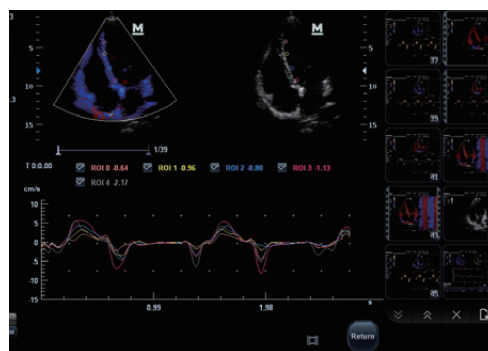 M
M
5
10
15
5
10
15
1/39
T 0:0.00
ROI 0 -0.64
ROI 1 -0.96
ROI 2 -0.80
ROI 3 -1.13
ROI 4 -2.17
cm/s
10
5
0
-5
-10
-15
0.99
1.98
s
Return